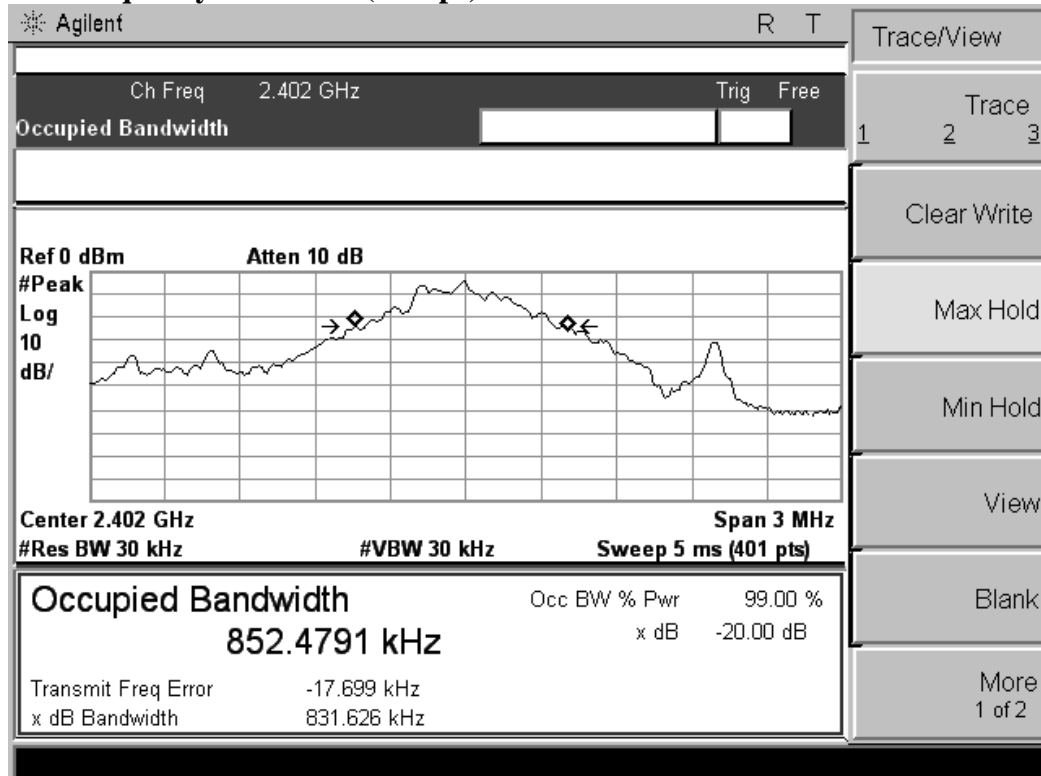 Agilent R T
Trace/View
Ch Freq 2.402 GHz Trig Free
Occupied Bandwidth
Trace
1 2 3
Clear Write
Ref 0 dBm Atten 10 dB
#Peak
Log
10
dB/
Max Hold
Min Hold
Center 2.402 GHz Span 3 MHz
#Res BW 30 kHz #VBW 30 kHz Sweep 5 ms (401 pts)
View
Occupied Bandwidth
852.4791 kHz
Occ BW % Pwr 99.00 %
x dB -20.00 dB
Transmit Freq Error -17.699 kHz
x dB Bandwidth 831.626 kHz
Blank
More
1 of 2